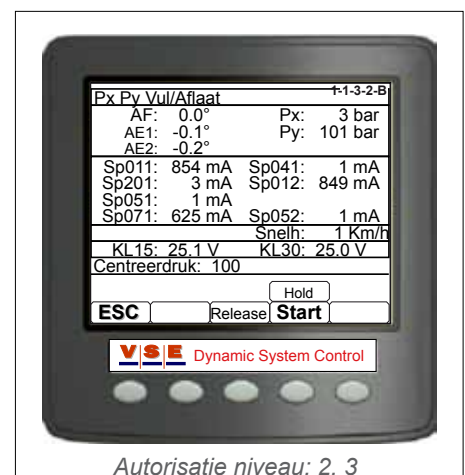 Px Py Vul/Aflaat 1-1-3-2-B
AF: 0.0° Px: 3 bar
AE1: -0.1° Py: 101 bar
AE2: -0.2°
Sp011: 854 mA Sp041: 1 mA
Sp201: 3 mA Sp012: 849 mA
Sp051: 1 mA
Sp071: 625 mA Sp052: 1 mA
Snelh: 1 Km/h
KL15: 25.1 V KL30: 25.0 V
Centreerdruk: 100
Hold
ESC Release Start
VSE Dynamic System Control
Autorisatie niveau: 2, 3